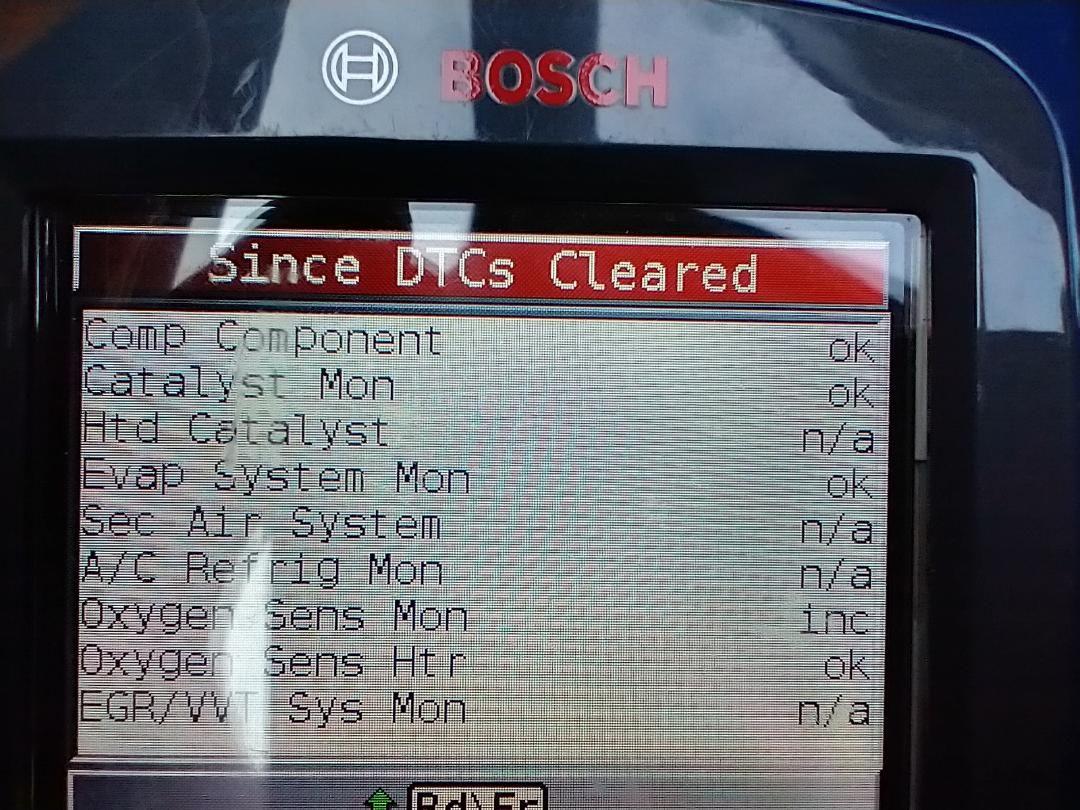 BOSCH
Since DTCs Cleared
Comp Component ok
Catalyst Mon ok
Htd Catalyst n/a
Evap System Mon ok
Sec Air System n/a
A/C Refrig Mon n/a
Oxygen Sens Mon inc
Oxygen Sens Htr ok
EGR/VVT Sys Mon n/a